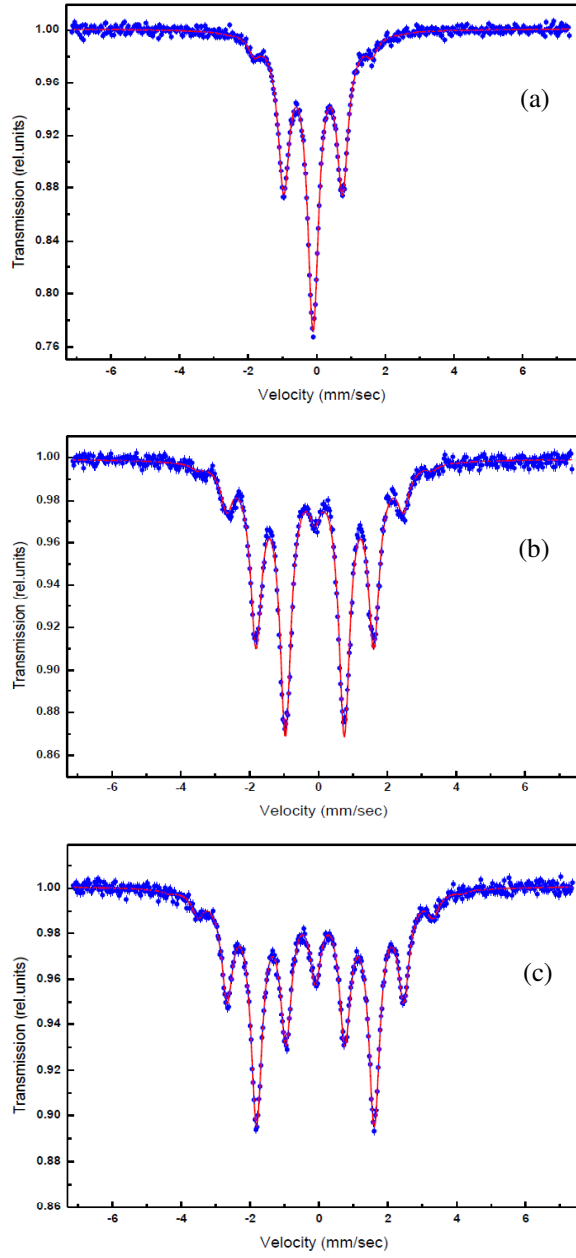 1.00
0.96
0.92
0.88
0.84
0.80
0.76
Transmission (rel.units)
(a)
-6 -4 -2 0 2 4 6
Velocity (mm/sec)
1.00
0.98
0.96
0.94
0.92
0.90
0.88
0.86
Transmission (rel.units)
(b)
-6 -4 -2 0 2 4 6
Velocity (mm/sec)
1.00
0.98
0.96
0.94
0.92
0.90
0.88
0.86
Transmission (rel.units)
(c)
-6 -4 -2 0 2 4 6
Velocity (mm/sec)